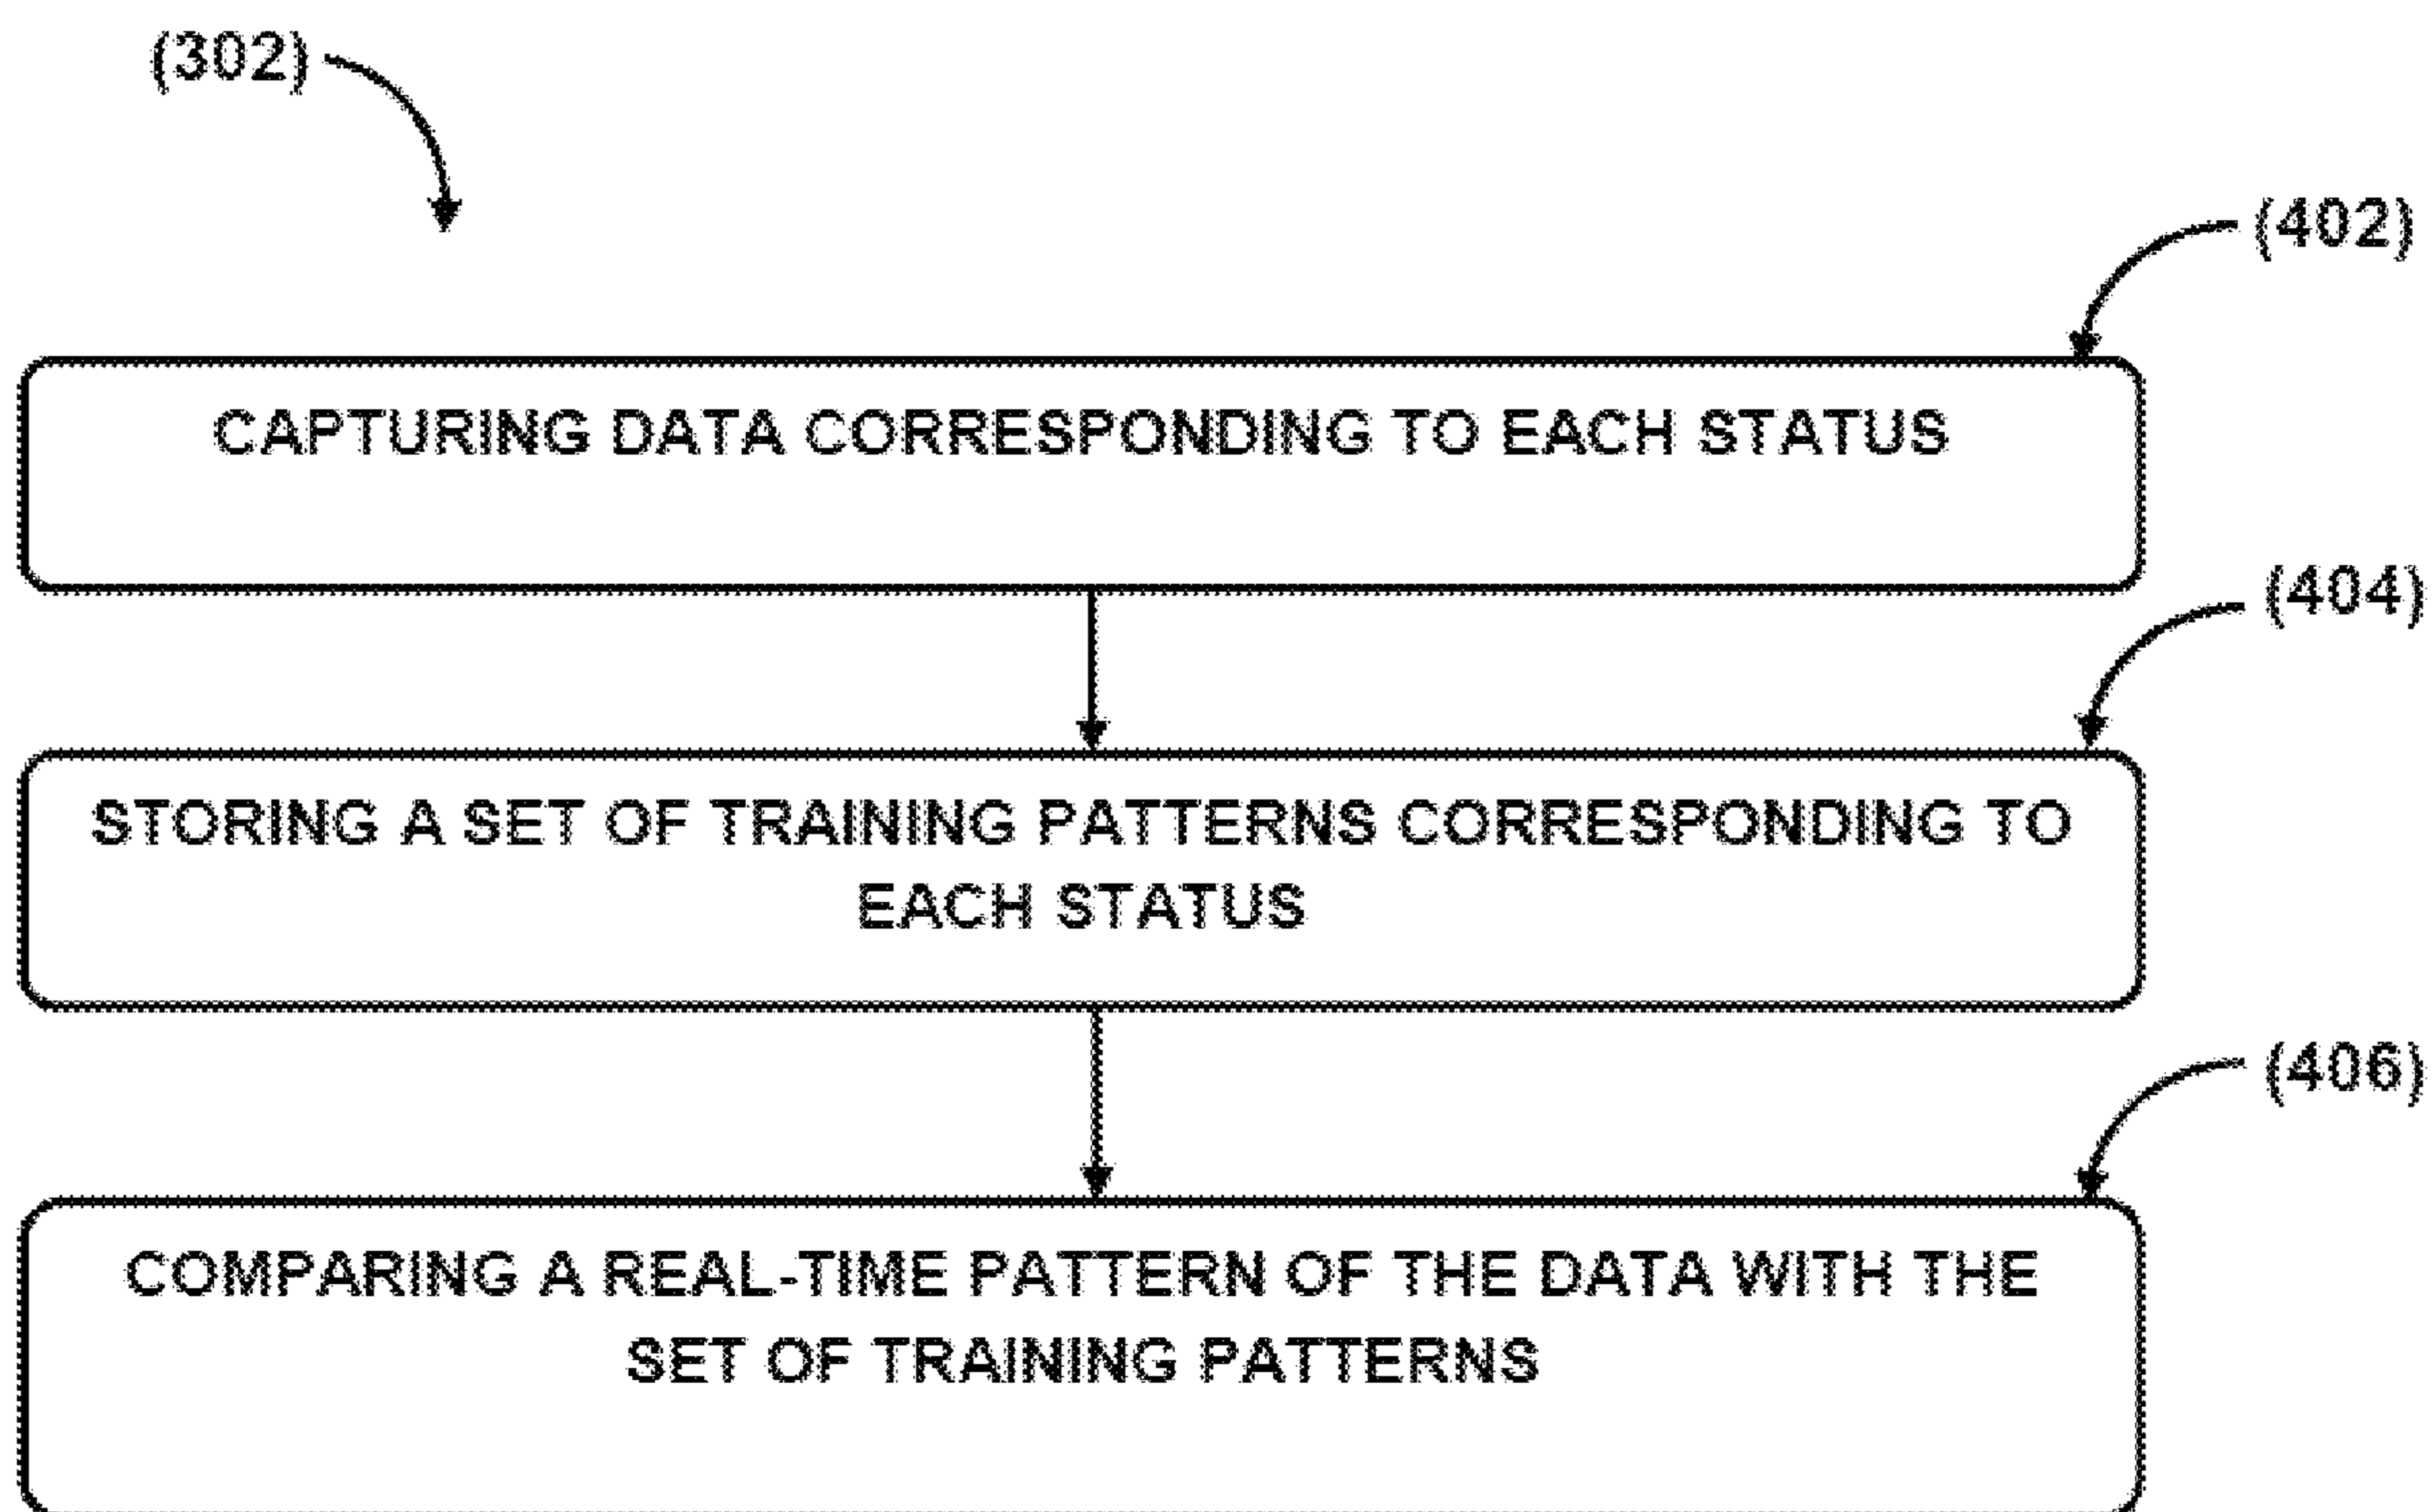 (302)
(402)
CAPTURING DATA CORRESPONDING TO EACH STATUS
(404)
STORING A SET OF TRAINING PATTERNS CORRESPONDING TO
EACH STATUS
(406)
COMPARING A REAL-TIME PATTERN OF THE DATA WITH THE
SET OF TRAINING PATTERNS